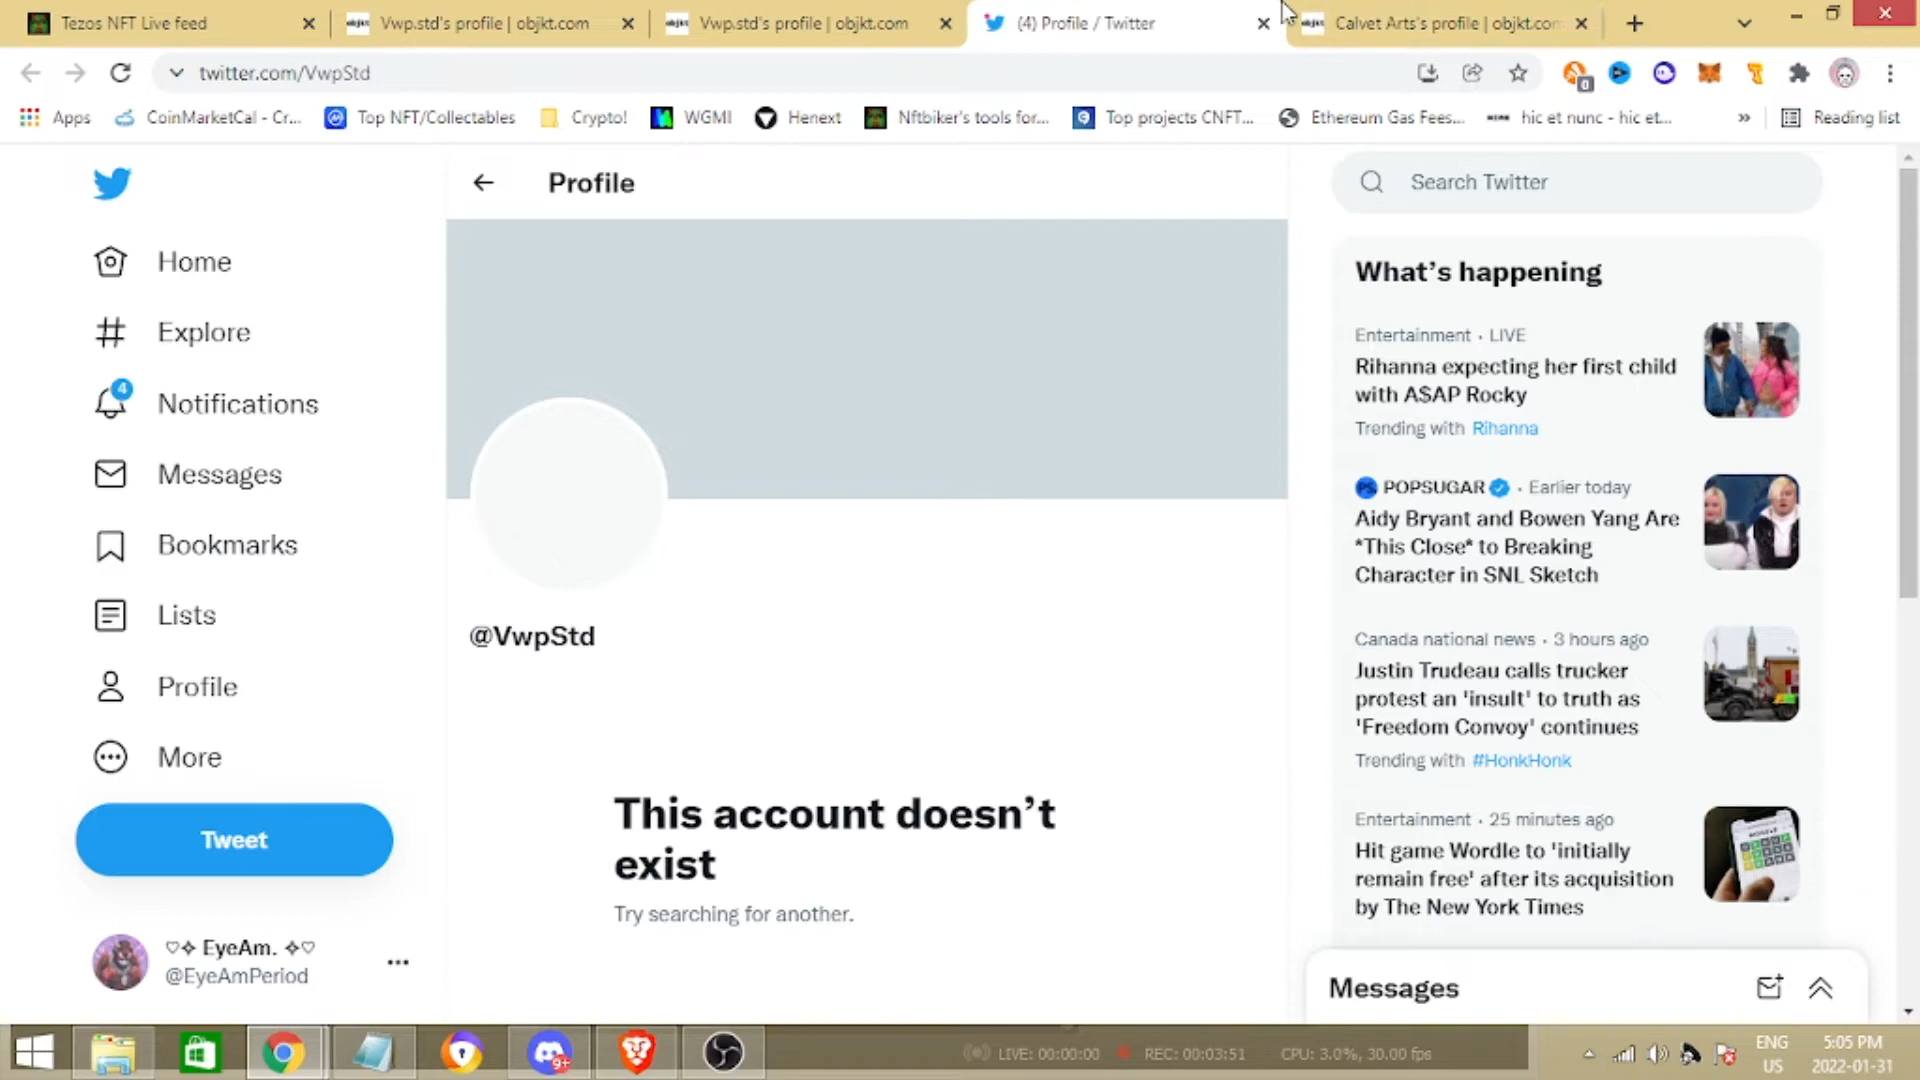 Tezos NFT Live feed
Vwp.std's profile | objkt.com
Vwp.std's profile | objkt.com
(4) Profile / Twitter
Calvet Arts's profile | objkt.com
twitter.com/VwpStd
0
Apps
CoinMarketCal - Cr...
Top NFT/Collectables
Crypto!
WGMI
Henext
Nftbiker's tools for...
Top projects CNFT...
Ethereum Gas Fees...
hic et nunc - hic et...
»
Reading list
Profile
Search Twitter
Home
Explore
4
Notifications
Messages
Bookmarks
Lists
Profile
More
Tweet
♡✧ EyeAm. ✧♡
@EyeAmPeriod
@VwpStd
This account doesn't
exist
Try searching for another.
What's happening
Entertainment · LIVE
Rihanna expecting her first child
with A$AP Rocky
Trending with Rihanna
POPSUGAR · Earlier today
Aidy Bryant and Bowen Yang Are
*This Close* to Breaking
Character in SNL Sketch
Canada national news · 3 hours ago
Justin Trudeau calls trucker
protest an 'insult' to truth as
'Freedom Convoy' continues
Trending with #HonkHonk
Entertainment · 25 minutes ago
Hit game Wordle to 'initially
remain free' after its acquisition
by The New York Times
Messages
9+
LIVE: 00:00:00
REC: 00:03:51
CPU: 3.0%, 30.00 fps
ENG
US
5:05 PM
2022-01-31